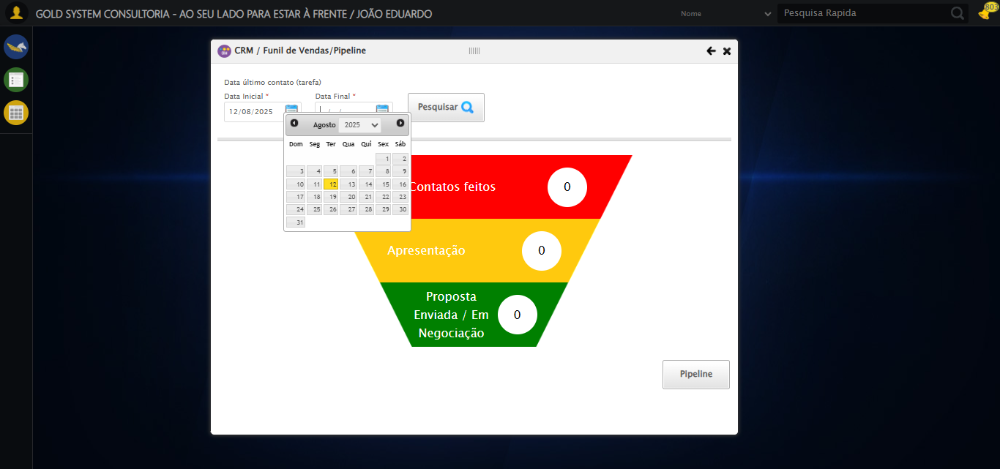 GOLD SYSTEM CONSULTORIA - AO SEU LADO PARA ESTAR À FRENTE / JOÃO EDUARDO
Nome
Pesquisa Rapida
803
CRM / Funil de Vendas/Pipeline
Data último contato (tarefa)
Data Inicial *
Data Final *
12/08/2025
/ /
Pesquisar
Agosto 2025
Dom Seg Ter Qua Qui Sex Sáb
1 2
3 4 5 6 7 8 9
10 11 12 13 14 15 16
17 18 19 20 21 22 23
24 25 26 27 28 29 30
31
Contatos feitos 0
Apresentação 0
Proposta
Enviada / Em
Negociação
0
Pipeline